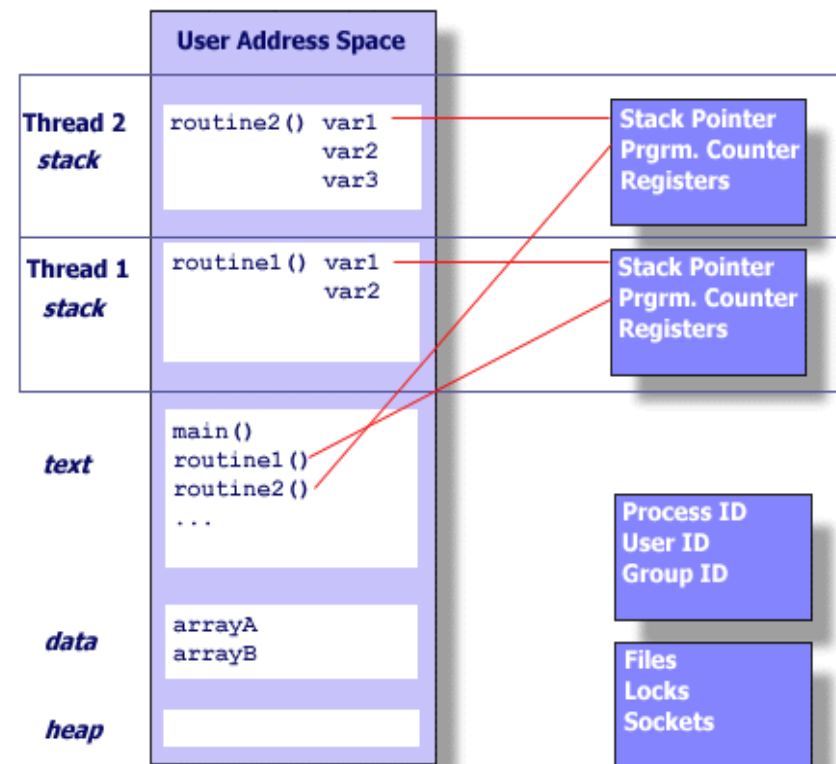 User Address Space
Thread 2
stack
routine2() var1
var2
var3
Stack Pointer
Prgrm. Counter
Registers
Thread 1
stack
routine1() var1
var2
Stack Pointer
Prgrm. Counter
Registers
text
main()
routine1()
routine2()
...
Process ID
User ID
Group ID
data
arrayA
arrayB
Files
Locks
Sockets
heap